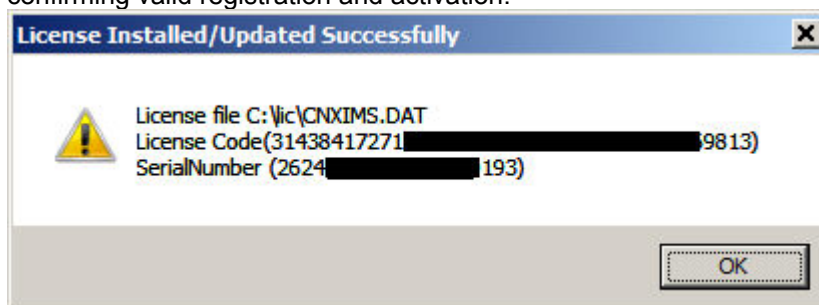 confirming valid registration and activation.
License Installed/Updated Successfully
License file C:\lic\CNXIMS.DAT
License Code(31438417271 9813)
SerialNumber (2624 193)
OK